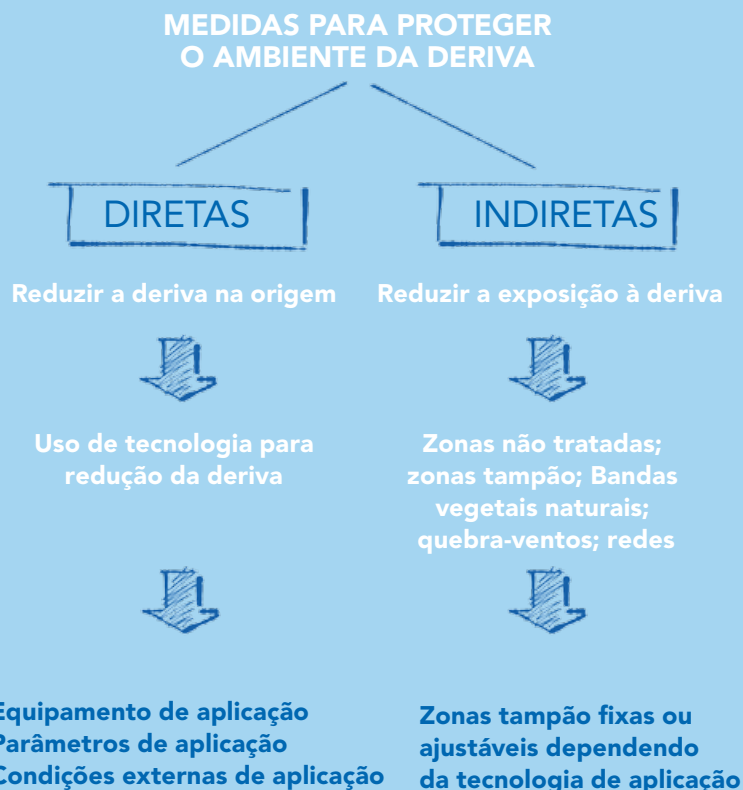 MEDIDAS PARA PROTEGER
O AMBIENTE DA DERIVA
DIRETAS
Reduzir a deriva na origem
Uso de tecnologia para
redução da deriva
Equipamento de aplicação
Parâmetros de aplicação
Condições externas de aplicação
INDIRETAS
Reduzir a exposição à deriva
Zonas não tratadas;
zonas tampão; Bandas
vegetais naturais;
quebra-ventos; redes
Zonas tampão fixas ou
ajustáveis dependendo
da tecnologia de aplicação